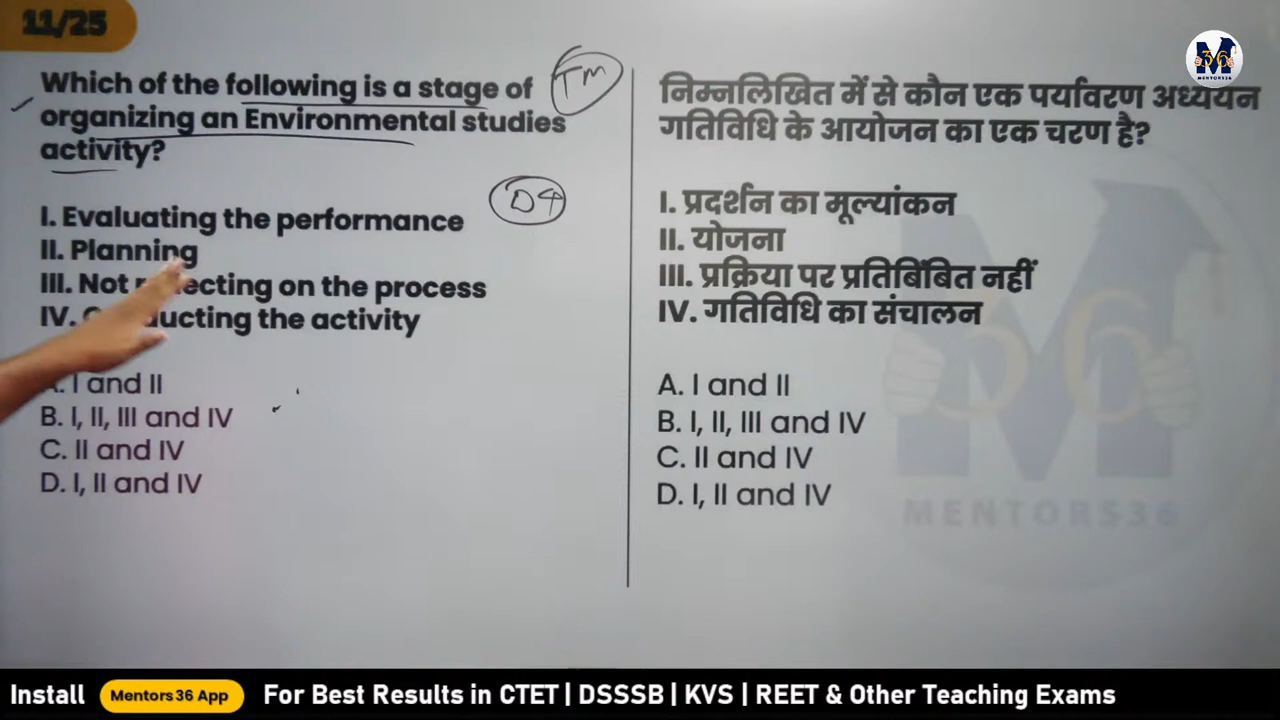 11/25
Which of the following is a stage of
organizing an Environmental studies
activity?
TM
D4
I. Evaluating the performance
II. Planning
III. Not on the process
IV. the activity
I and II
B. I, II, III and IV
C. II and IV
D. I, II and IV
निम्नलिखित में से कौन एक पर्यावरण अध्ययन
गतिविधि के आयोजन का एक चरण है?
I. प्रदर्शन का मूल्यांकन
II. योजना
III. प्रक्रिया पर प्रतिबिंबित नहीं
IV. गतिविधि का संचालन
A. I and II
B. I, II, III and IV
C. II and IV
D. I, II and IV
M
36
MENTORS36
36
MENTORS36
Install Mentors36 App For Best Results in CTET | DSSSB | KVS | REET & Other Teaching Exams